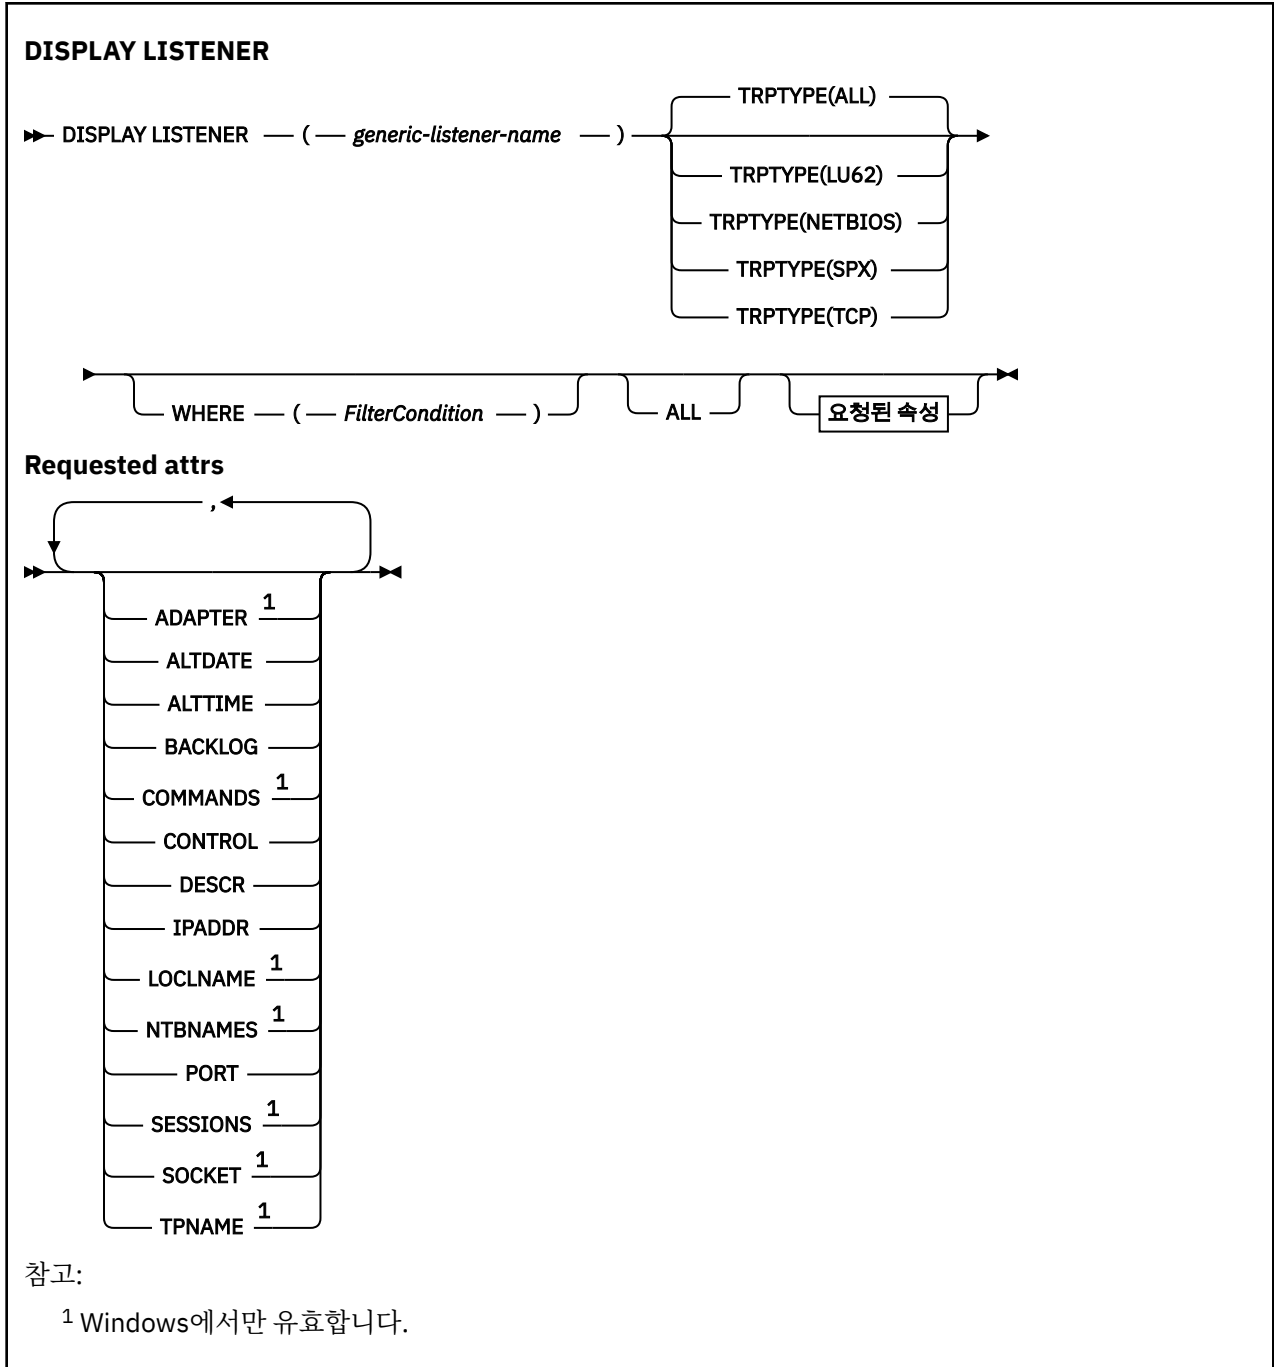 DISPLAY LISTENER
TRPTYPE(ALL)
DISPLAY LISTENER ( generic-listener-name )
TRPTYPE(LU62)
TRPTYPE(NETBIOS)
TRPTYPE(SPX)
TRPTYPE(TCP)
WHERE ( FilterCondition ) ALL 요청된 속성
Requested attrs
,
ADAPTER 1
ALTDATE
ALTTIME
BACKLOG
COMMANDS 1
CONTROL
DESCR
IPADDR
LOCLNAME 1
NTBNAMES 1
PORT
SESSIONS 1
SOCKET 1
TPNAME 1
참고:
1 Windows에서만 유효합니다.